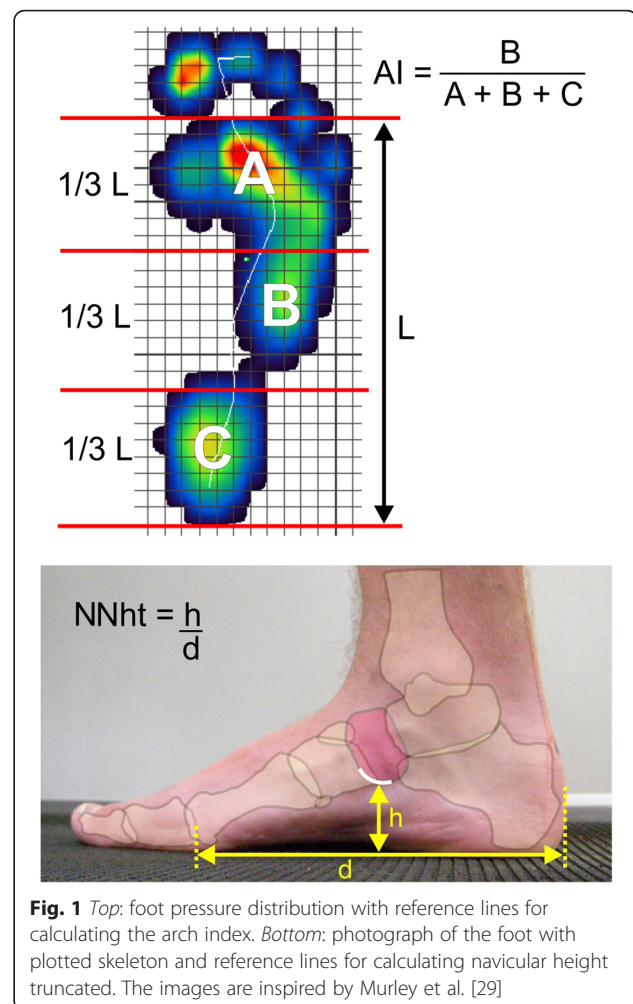 AI = B
A + B + C
A
1/3 L
B
1/3 L
L
C
1/3 L
NNht = h
d
h
d
Fig. 1 Top: foot pressure distribution with reference lines for
calculating the arch index. Bottom: photograph of the foot with
plotted skeleton and reference lines for calculating navicular height
truncated. The images are inspired by Murley et al. [29]